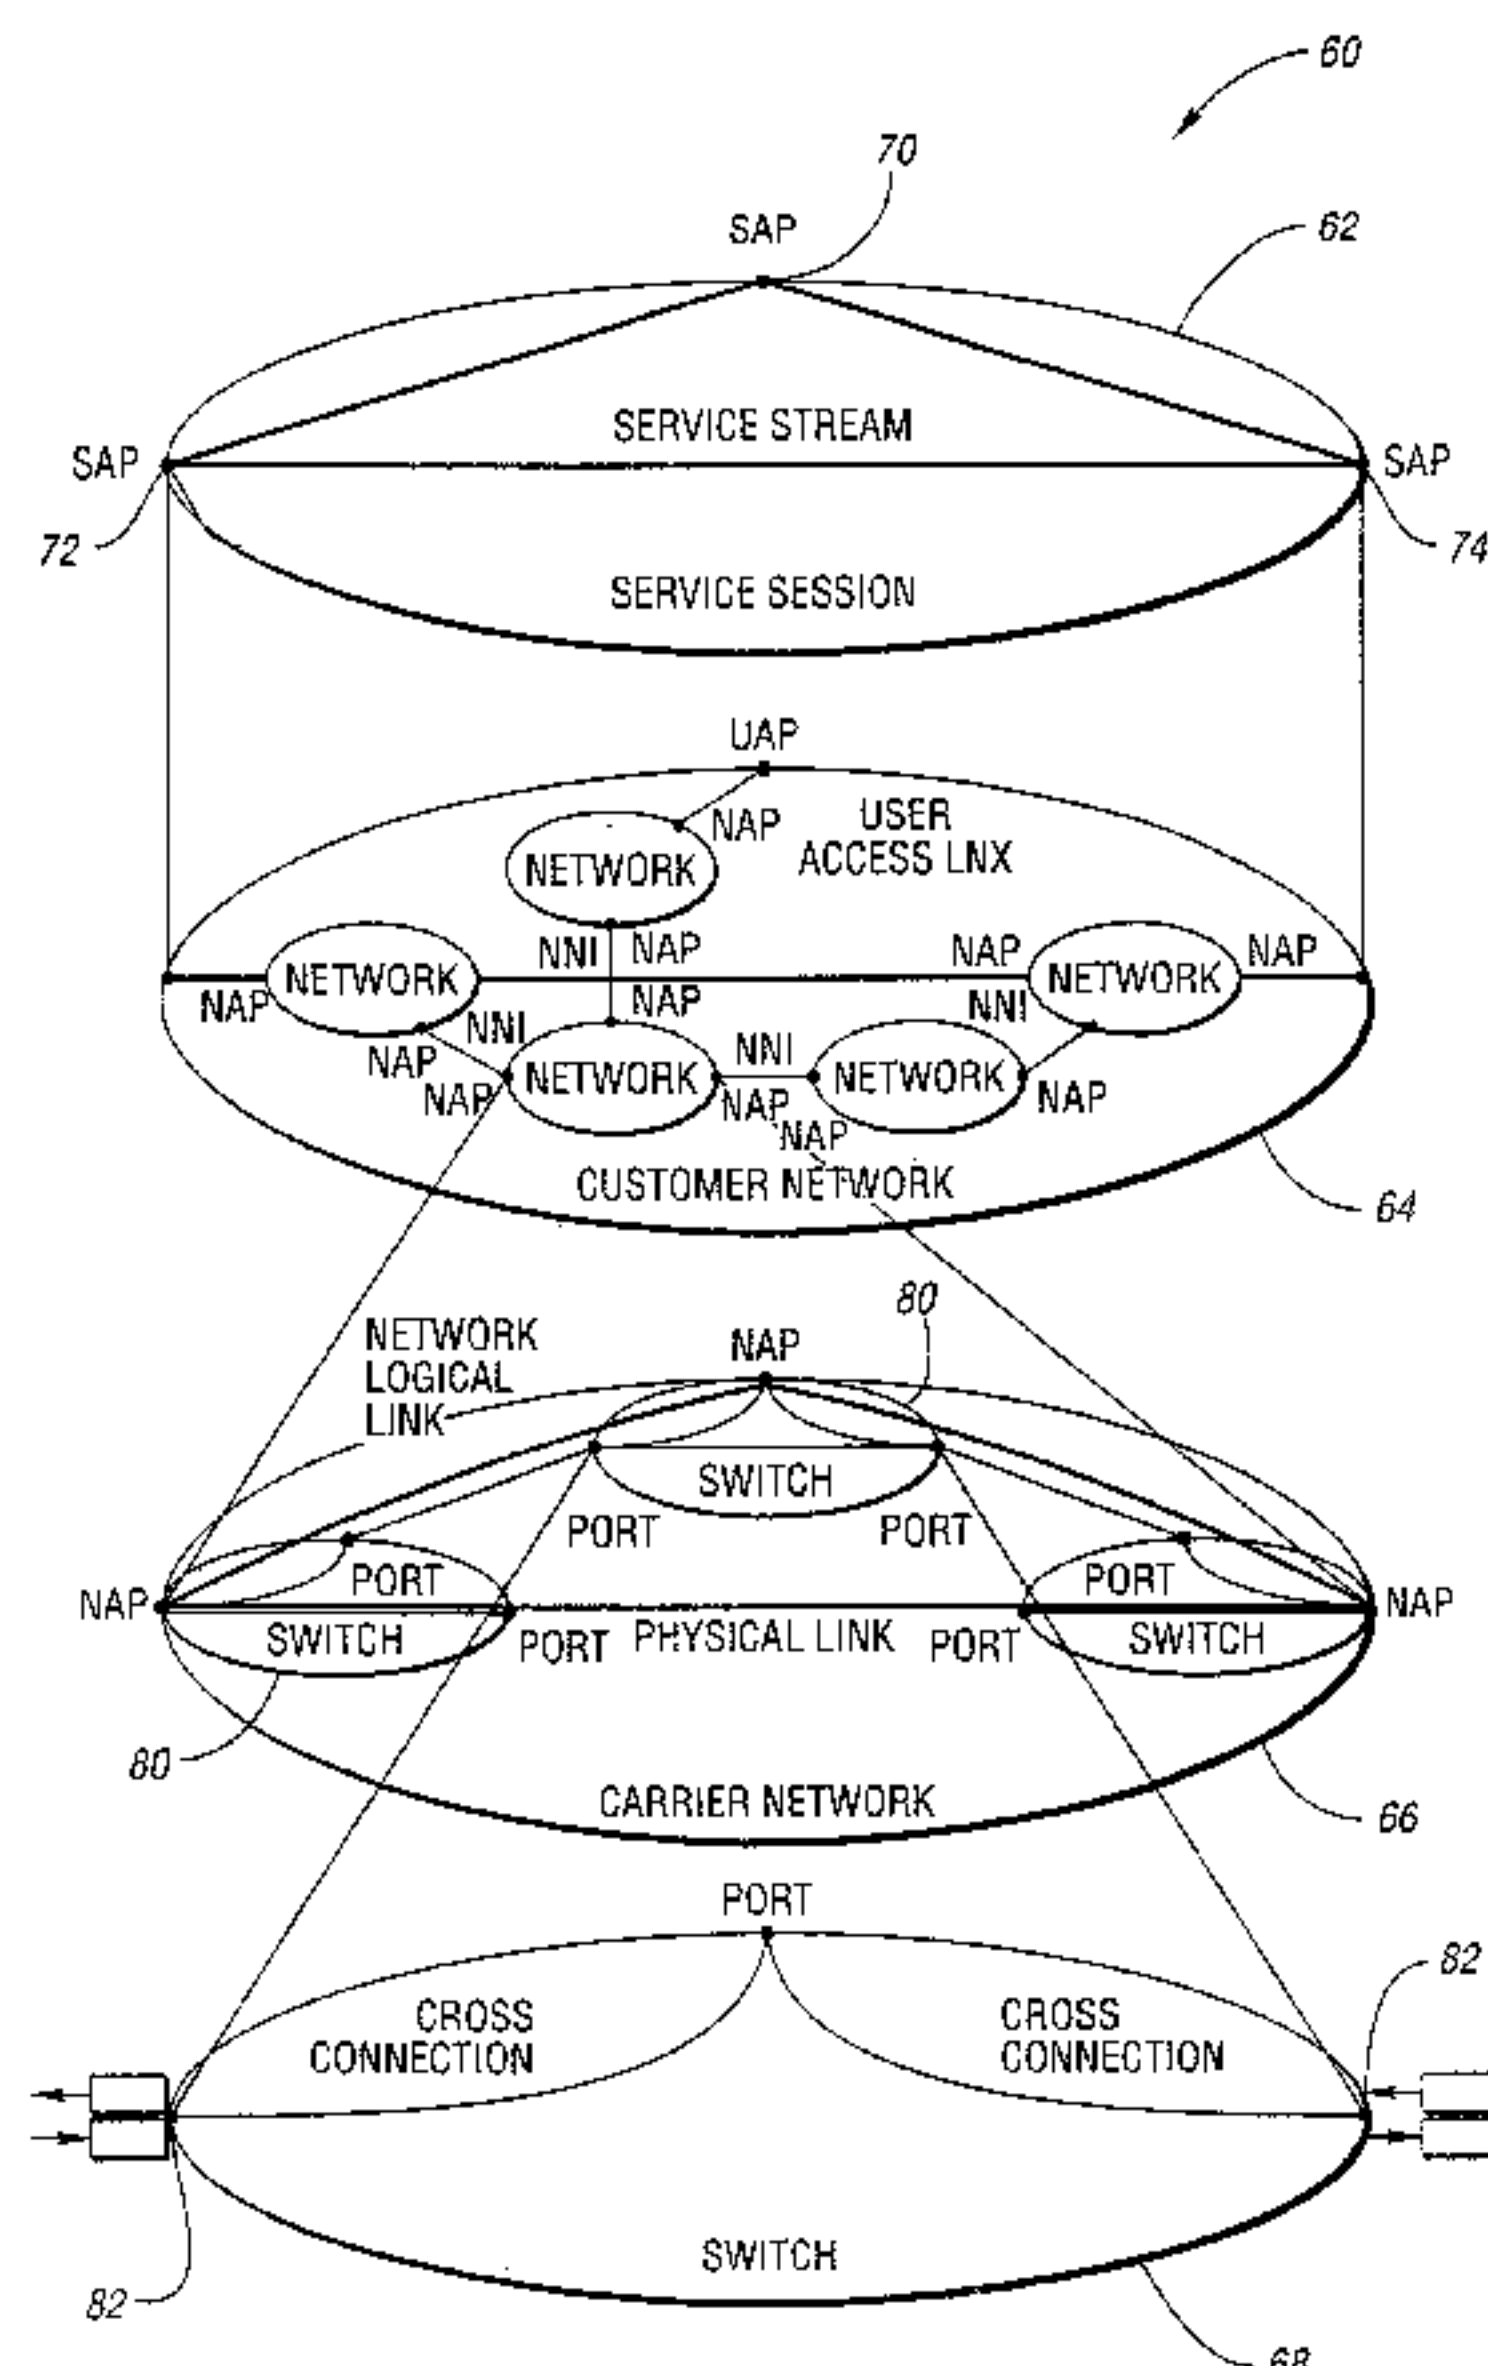 60
70
SAP
62
SERVICE STREAM
SAP
SAP
72
74
SERVICE SESSION
UAP
NAP
USER
ACCESS LNX
NETWORK
NNI
NAP
NAP
NETWORK
NETWORK
NAP
NAP
NAP
NNI
NNI
NAP
NNI
NAP
NETWORK
NETWORK
NAP
NAP
NAP
NAP
CUSTOMER NETWORK
64
80
NETWORK
LOGICAL
LINK
NAP
SWITCH
PORT
PORT
PORT
PORT
NAP
NAP
SWITCH
PORT
PHYSICAL LINK
PORT
SWITCH
80
CARRIER NETWORK
66
PORT
82
CROSS
CONNECTION
CROSS
CONNECTION
SWITCH
82
68